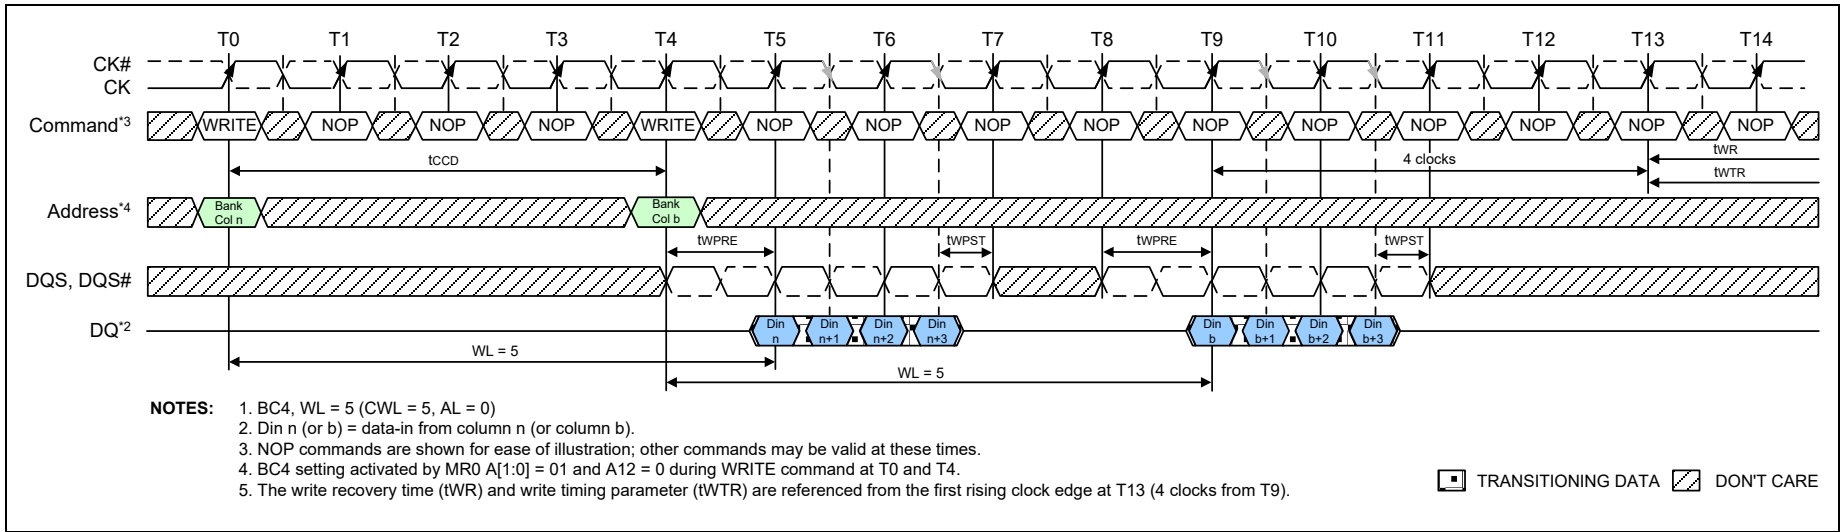 T0 T1 T2 T3 T4 T5 T6 T7 T8 T9 T10 T11 T12 T13 T14
CK#
CK
Command*3 WRITE NOP NOP NOP WRITE NOP NOP NOP NOP NOP NOP NOP NOP NOP NOP
tCCD 4 clocks tWR
tWTR
Address*4 Bank Col n Bank Col b
tWPRE tWPST tWPRE tWPST
DQS, DQS#
DQ*2 Din n Din n+1 Din n+2 Din n+3 Din b Din b+1 Din b+2 Din b+3
WL = 5
WL = 5
NOTES: 1. BC4, WL = 5 (CWL = 5, AL = 0)
2. Din n (or b) = data-in from column n (or column b).
3. NOP commands are shown for ease of illustration; other commands may be valid at these times.
4. BC4 setting activated by MR0 A[1:0] = 01 and A12 = 0 during WRITE command at T0 and T4.
5. The write recovery time (tWR) and write timing parameter (tWTR) are referenced from the first rising clock edge at T13 (4 clocks from T9).
TRANSITIONING DATA DON'T CARE